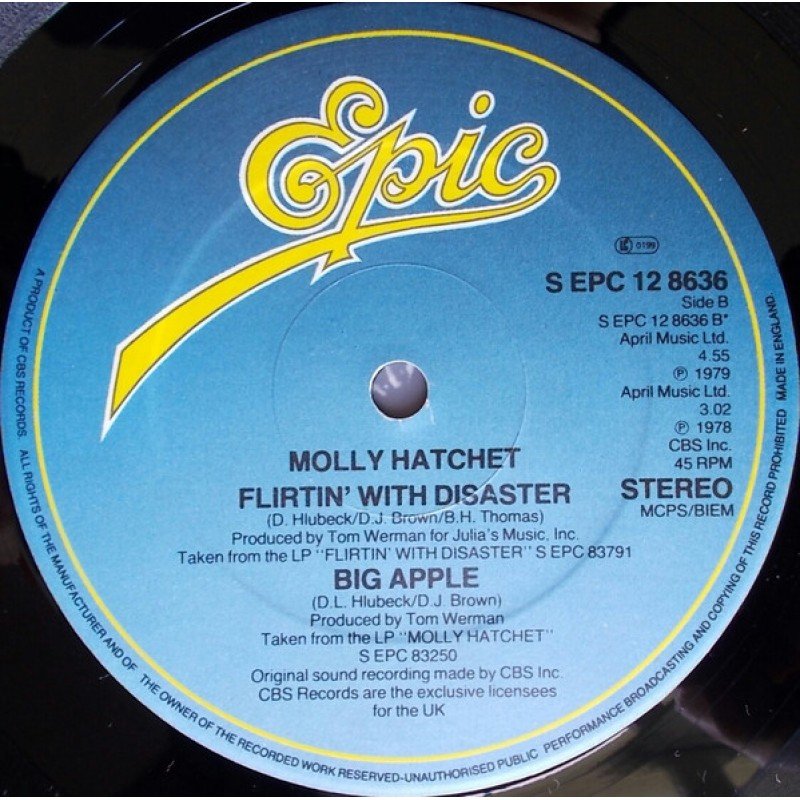 Epic
0199
S EPC 12 8636
Side B
S EPC 12 8636 B*
April Music Ltd.
4.55
℗ 1979
April Music Ltd.
3.02
℗ 1978
CBS Inc.
45 RPM
STEREO
MCPS/BIEM
MOLLY HATCHET
FLIRTIN' WITH DISASTER
(D. Hlubeck/D.J. Brown/B.H. Thomas)
Produced by Tom Werman for Julia's Music. Inc.
Taken from the LP "FLIRTIN' WITH DISASTER" S EPC 83791
BIG APPLE
(D.L. Hlubeck/D.J. Brown)
Produced by Tom Werman
Taken from the LP "MOLLY HATCHET"
S EPC 83250
Original sound recording made by CBS Inc.
CBS Records are the exclusive licensees
for the UK
A PRODUCT OF CBS RECORDS. ALL RIGHTS OF THE MANUFACTURER AND OF THE OWNER OF THE RECORDED WORK RESERVED-UNAUTHORISED PUBLIC PERFORMANCE BROADCASTING AND COPYING OF THIS RECORD PROHIBITED MADE IN ENGLAND.